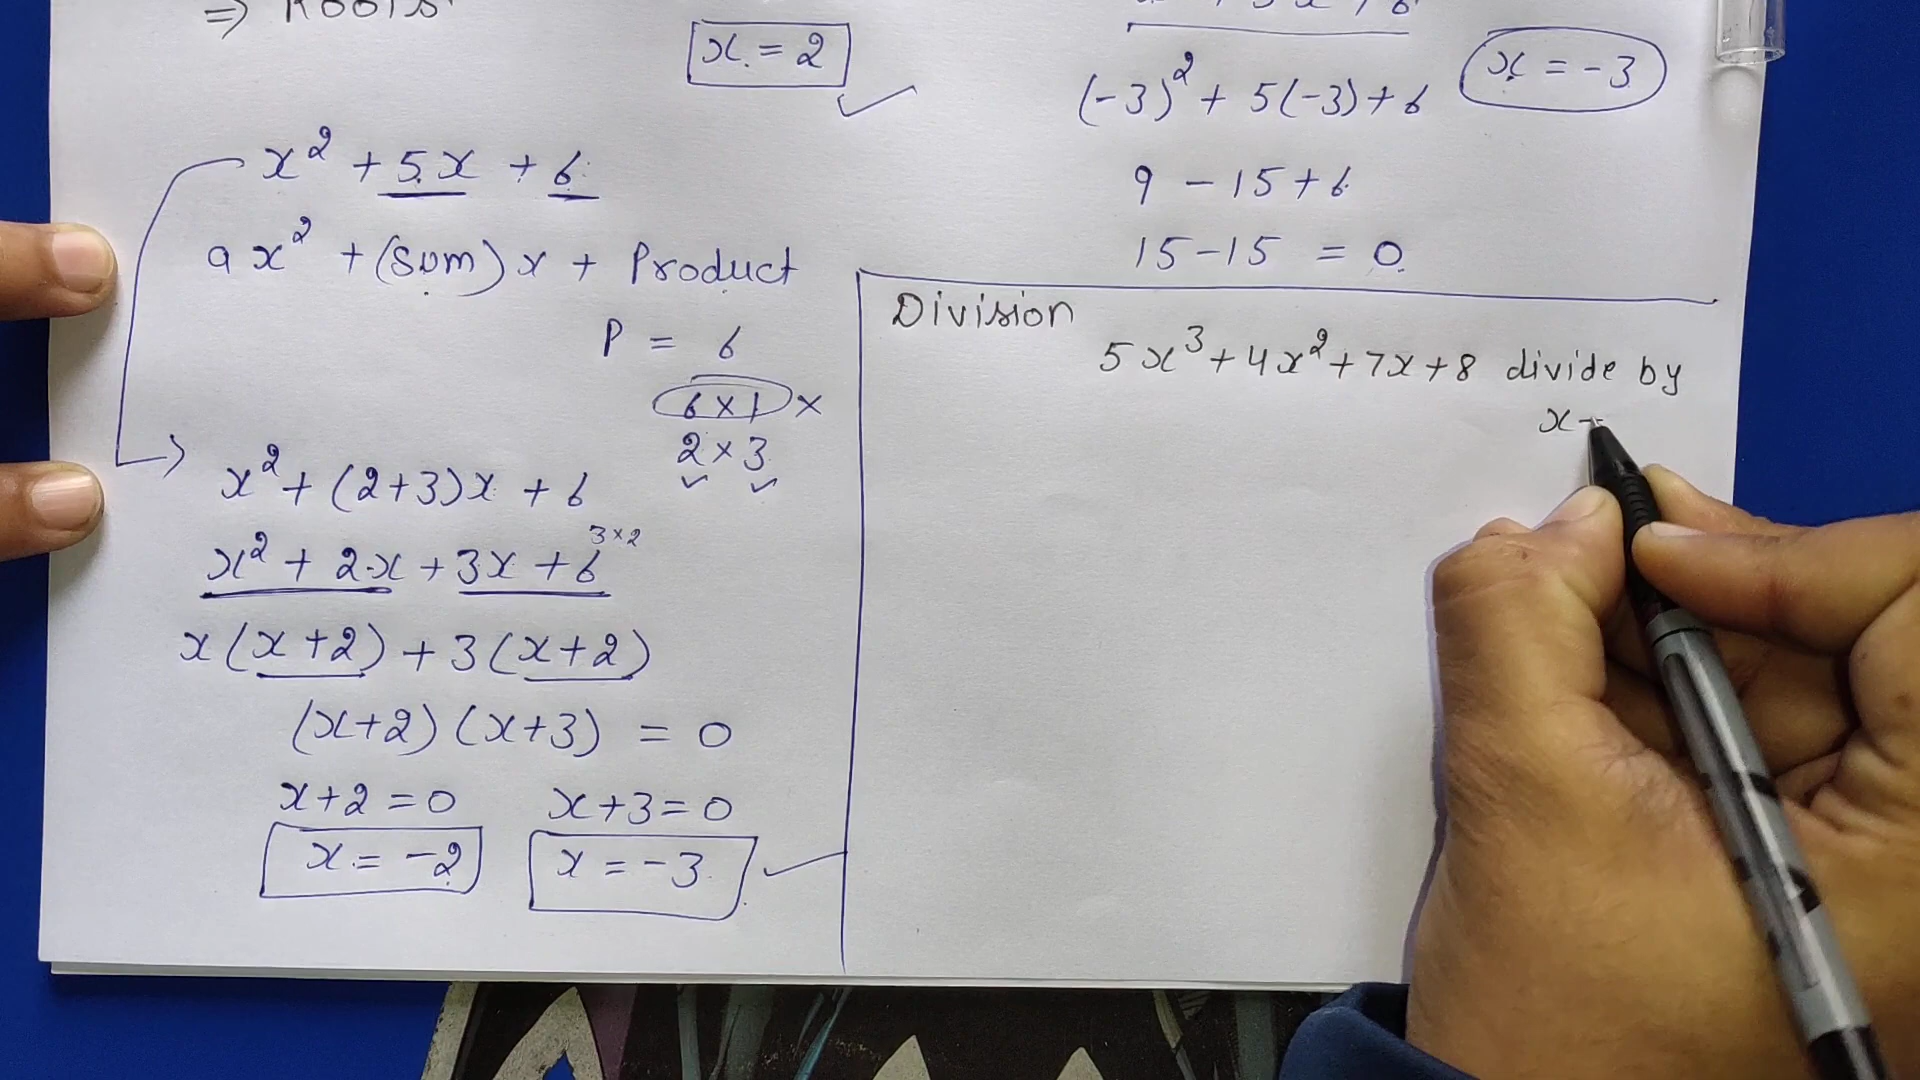 ⇒ Roots
x = 2
x² + 5x + 6
ax² + (Sum)x + Product
P = 6
6 × 1 ×
2 × 3
x² + (2+3)x + 6
3×2
x² + 2x + 3x + 6
x(x+2) + 3(x+2)
(x+2) (x+3) = 0
x+2 = 0 x+3 = 0
x = -2 x = -3
x = -3
(-3)² + 5(-3) + 6
9 - 15 + 6
15 - 15 = 0
Division
5x³ + 4x² + 7x + 8 divide by
x